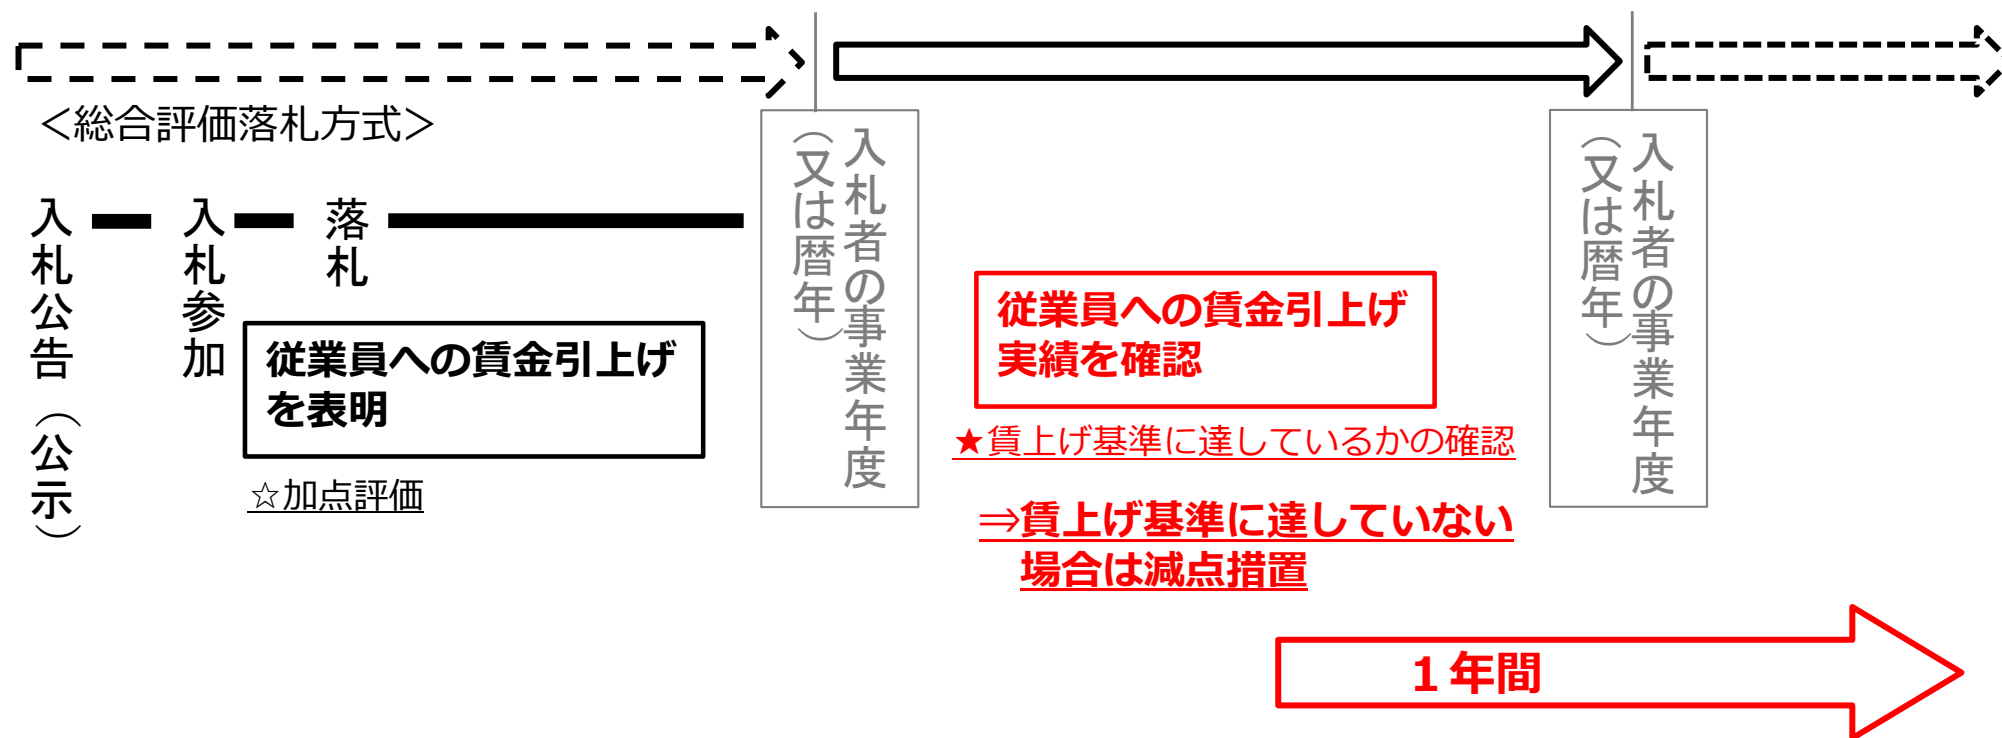 ＜総合評価落札方式＞
入札公告（公示）
入札参加
落札
従業員への賃金引上げ
を表明
☆加点評価
入札者の事業年度
（又は暦年）
従業員への賃金引上げ
実績を確認
★賃上げ基準に達しているかの確認
⇒賃上げ基準に達していない
場合は減点措置
入札者の事業年度
（又は暦年）
１年間